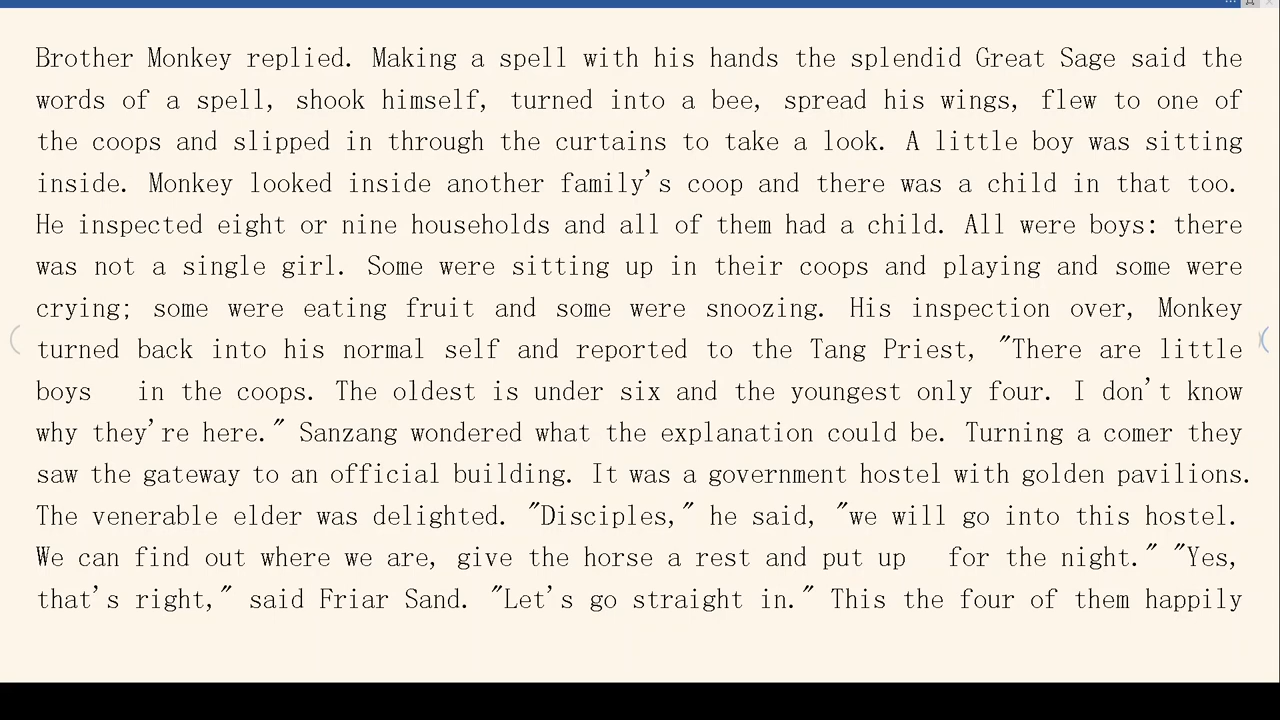 Brother Monkey replied. Making a spell with his hands the splendid Great Sage said the
words of a spell, shook himself, turned into a bee, spread his wings, flew to one of
the coops and slipped in through the curtains to take a look. A little boy was sitting
inside. Monkey looked inside another family's coop and there was a child in that too.
He inspected eight or nine households and all of them had a child. All were boys: there
was not a single girl. Some were sitting up in their coops and playing and some were
crying; some were eating fruit and some were snoozing. His inspection over, Monkey
turned back into his normal self and reported to the Tang Priest, "There are little
boys   in the coops. The oldest is under six and the youngest only four. I don't know
why they're here." Sanzang wondered what the explanation could be. Turning a comer they
saw the gateway to an official building. It was a government hostel with golden pavilions.
The venerable elder was delighted. "Disciples," he said, "we will go into this hostel.
We can find out where we are, give the horse a rest and put up   for the night." "Yes,
that's right," said Friar Sand. "Let's go straight in." This the four of them happily